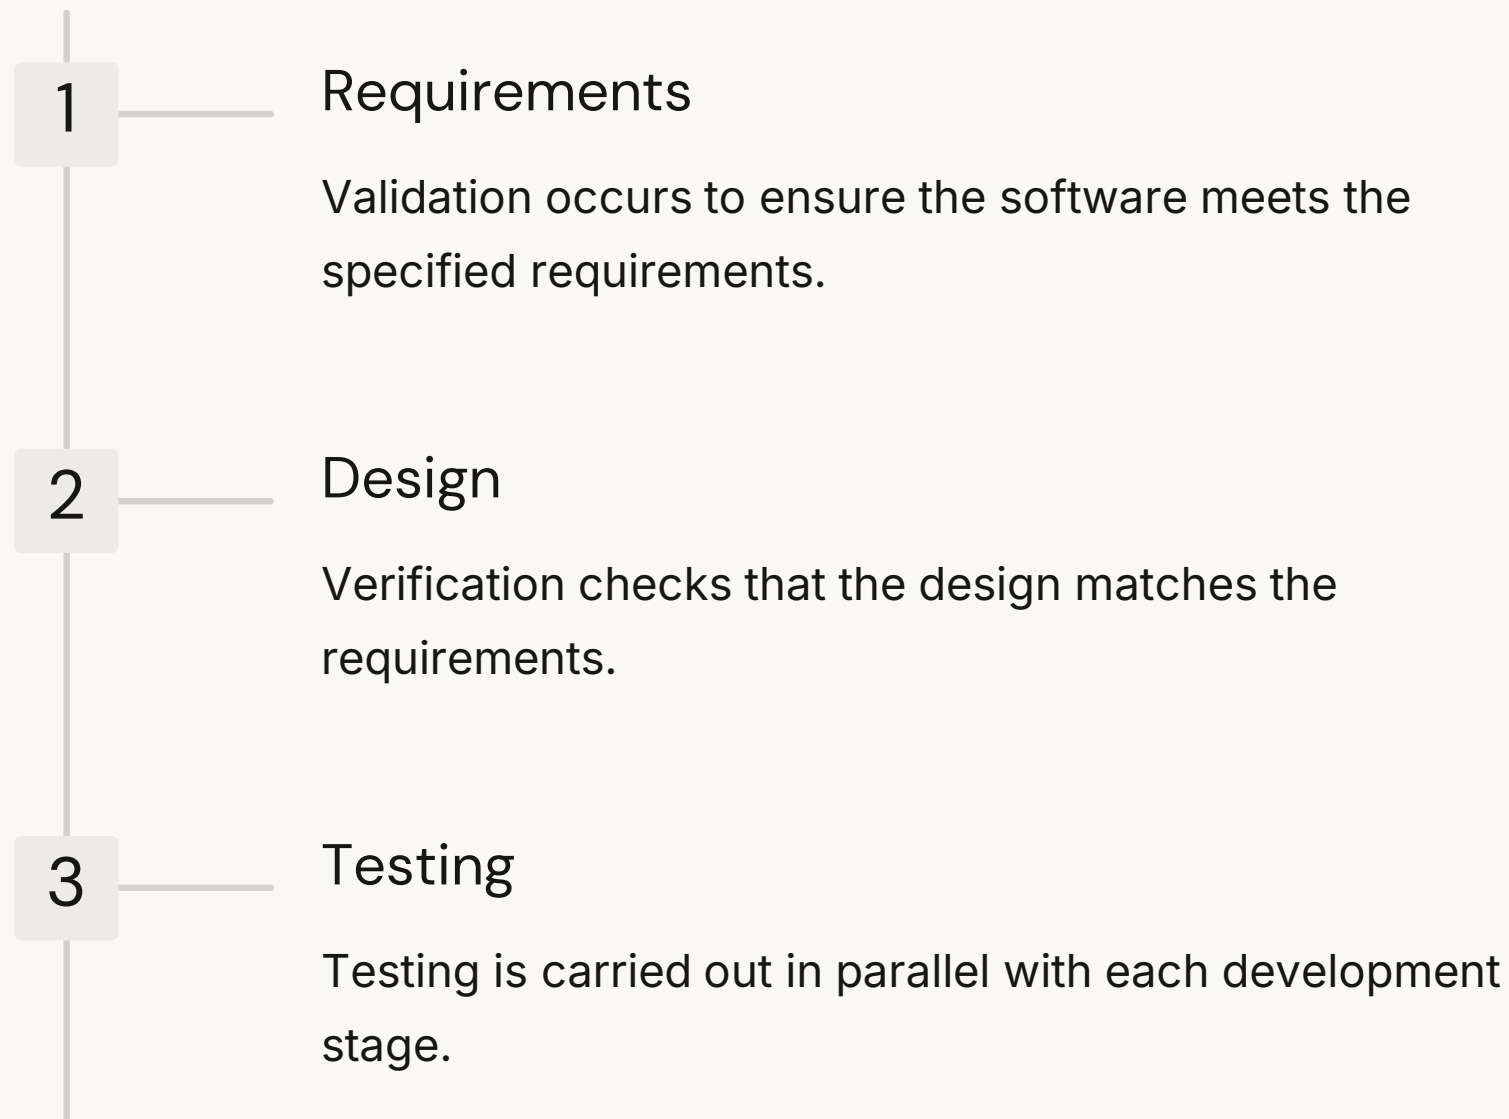 1
Requirements
Validation occurs to ensure the software meets the
specified requirements.
2
Design
Verification checks that the design matches the
requirements.
3
Testing
Testing is carried out in parallel with each development
stage.